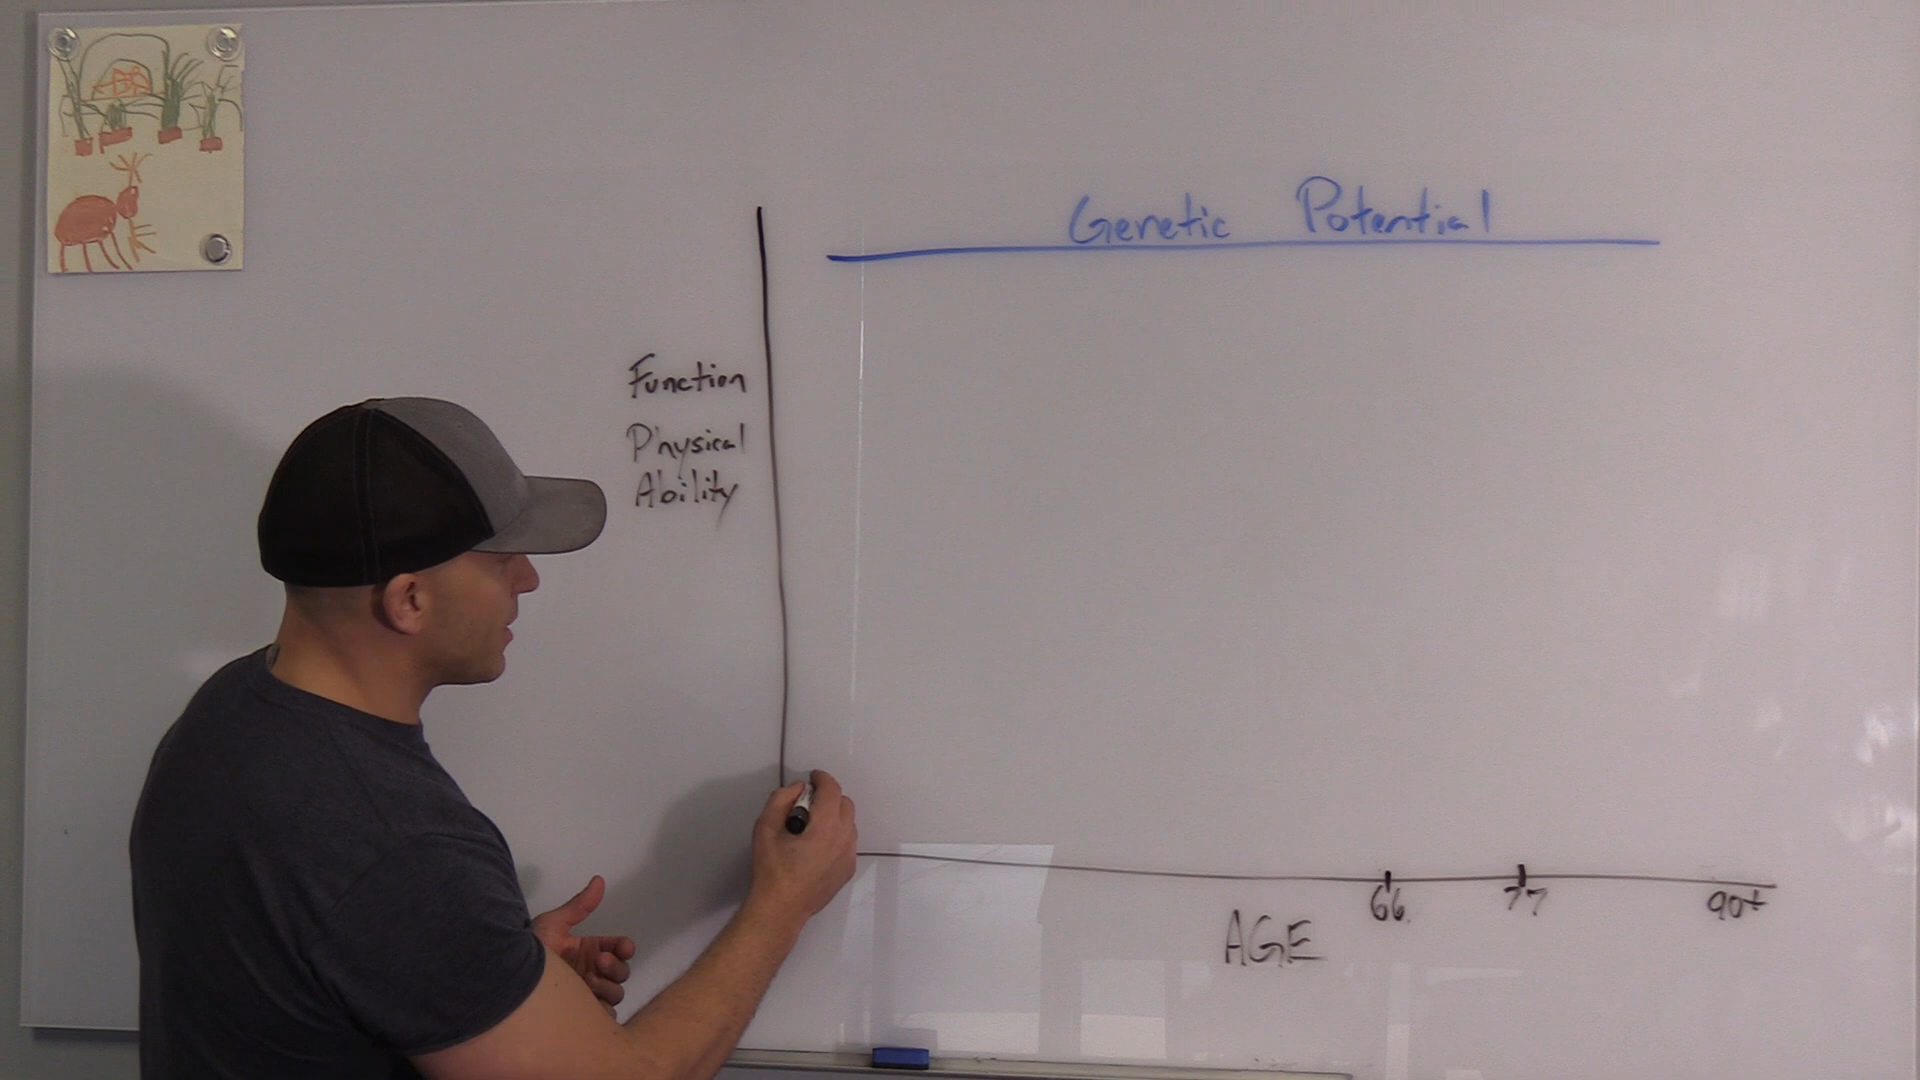 Genetic Potential
Function
Physical
Ability
66
77
90+
AGE